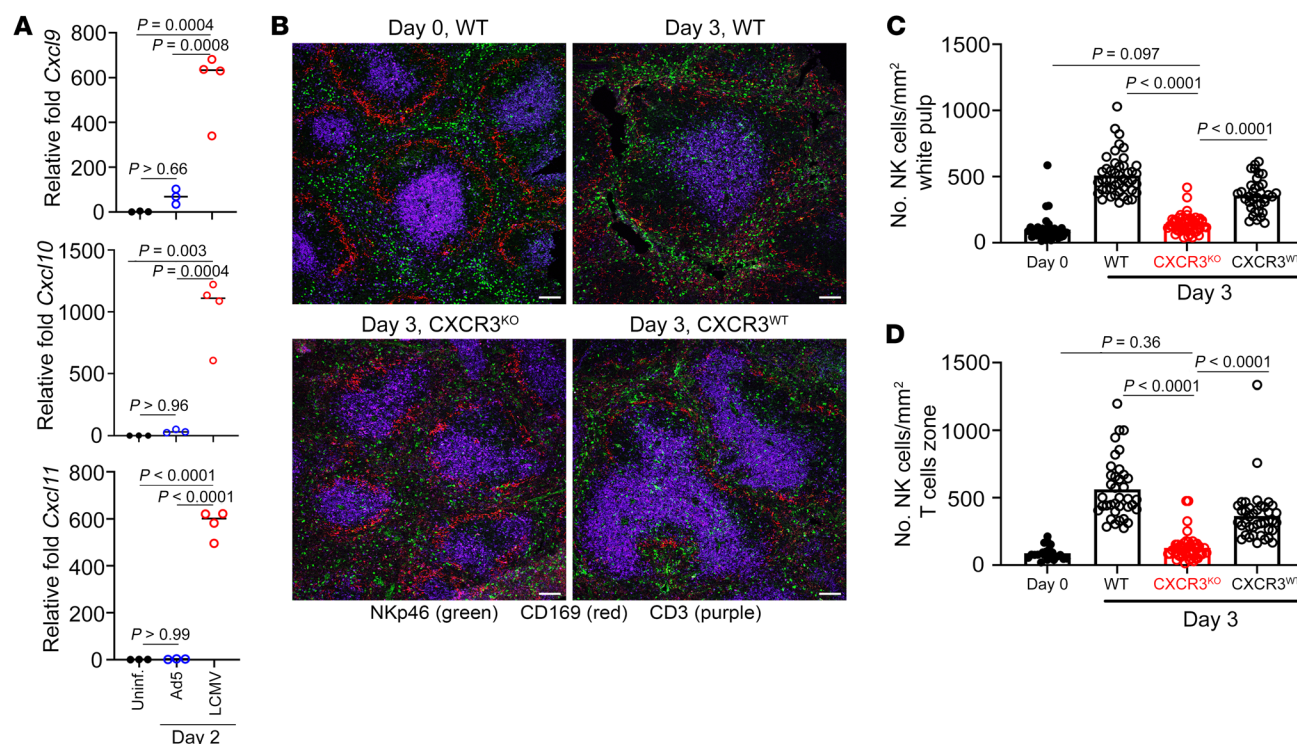 A
Relative fold Cxcl9
800
600
400
200
0
P = 0.0004
P = 0.0008
P > 0.66
Relative fold Cxcl10
1500
1000
500
0
P = 0.003
P = 0.0004
P > 0.96
Relative fold Cxcl11
800
600
400
200
0
P < 0.0001
P < 0.0001
P > 0.99
Uninf.
Ad5
LCMV
Day 2
B
Day 0, WT
Day 3, WT
Day 3, CXCR3KO
Day 3, CXCR3WT
NKp46 (green) CD169 (red) CD3 (purple)
C
No. NK cells/mm2
white pulp
1500
1000
500
0
P = 0.097
P < 0.0001
P < 0.0001
Day 0
WT
CXCR3KO
CXCR3WT
Day 3
D
No. NK cells/mm2
T cells zone
1500
1000
500
0
P = 0.36
P < 0.0001
P < 0.0001
Day 0
WT
CXCR3KO
CXCR3WT
Day 3